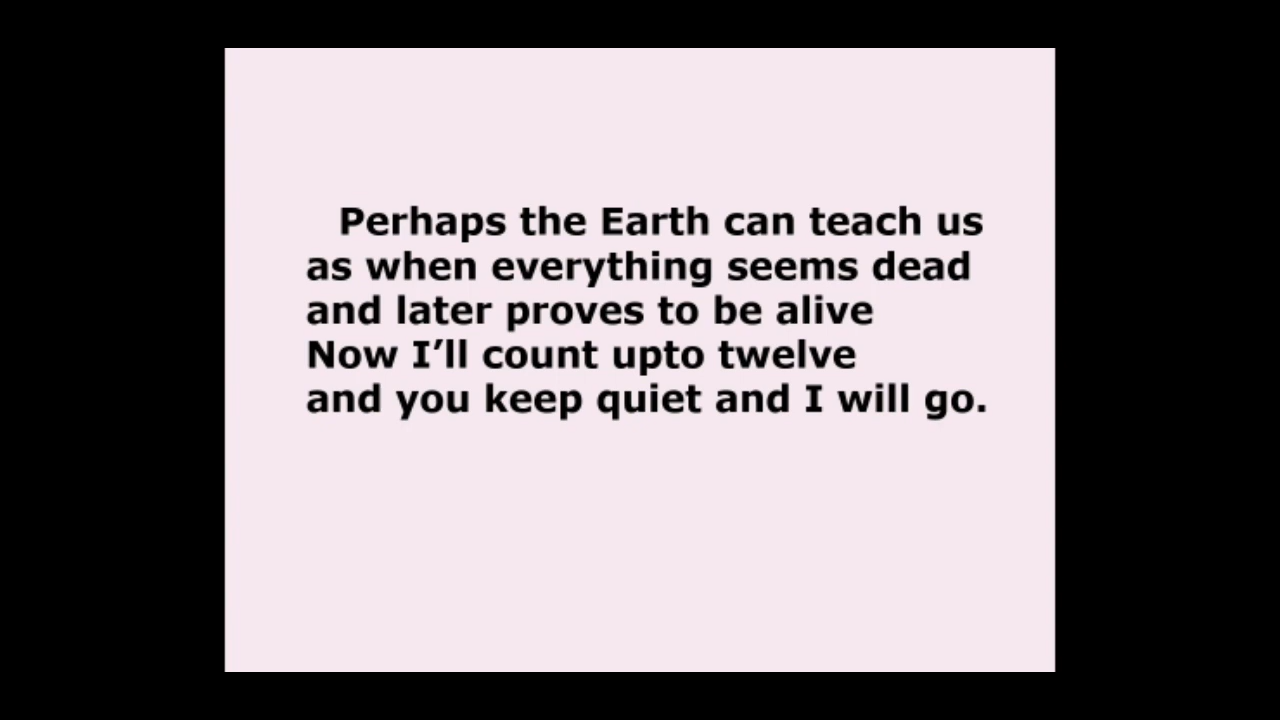 Perhaps the Earth can teach us
as when everything seems dead
and later proves to be alive
Now I’ll count upto twelve
and you keep quiet and I will go.